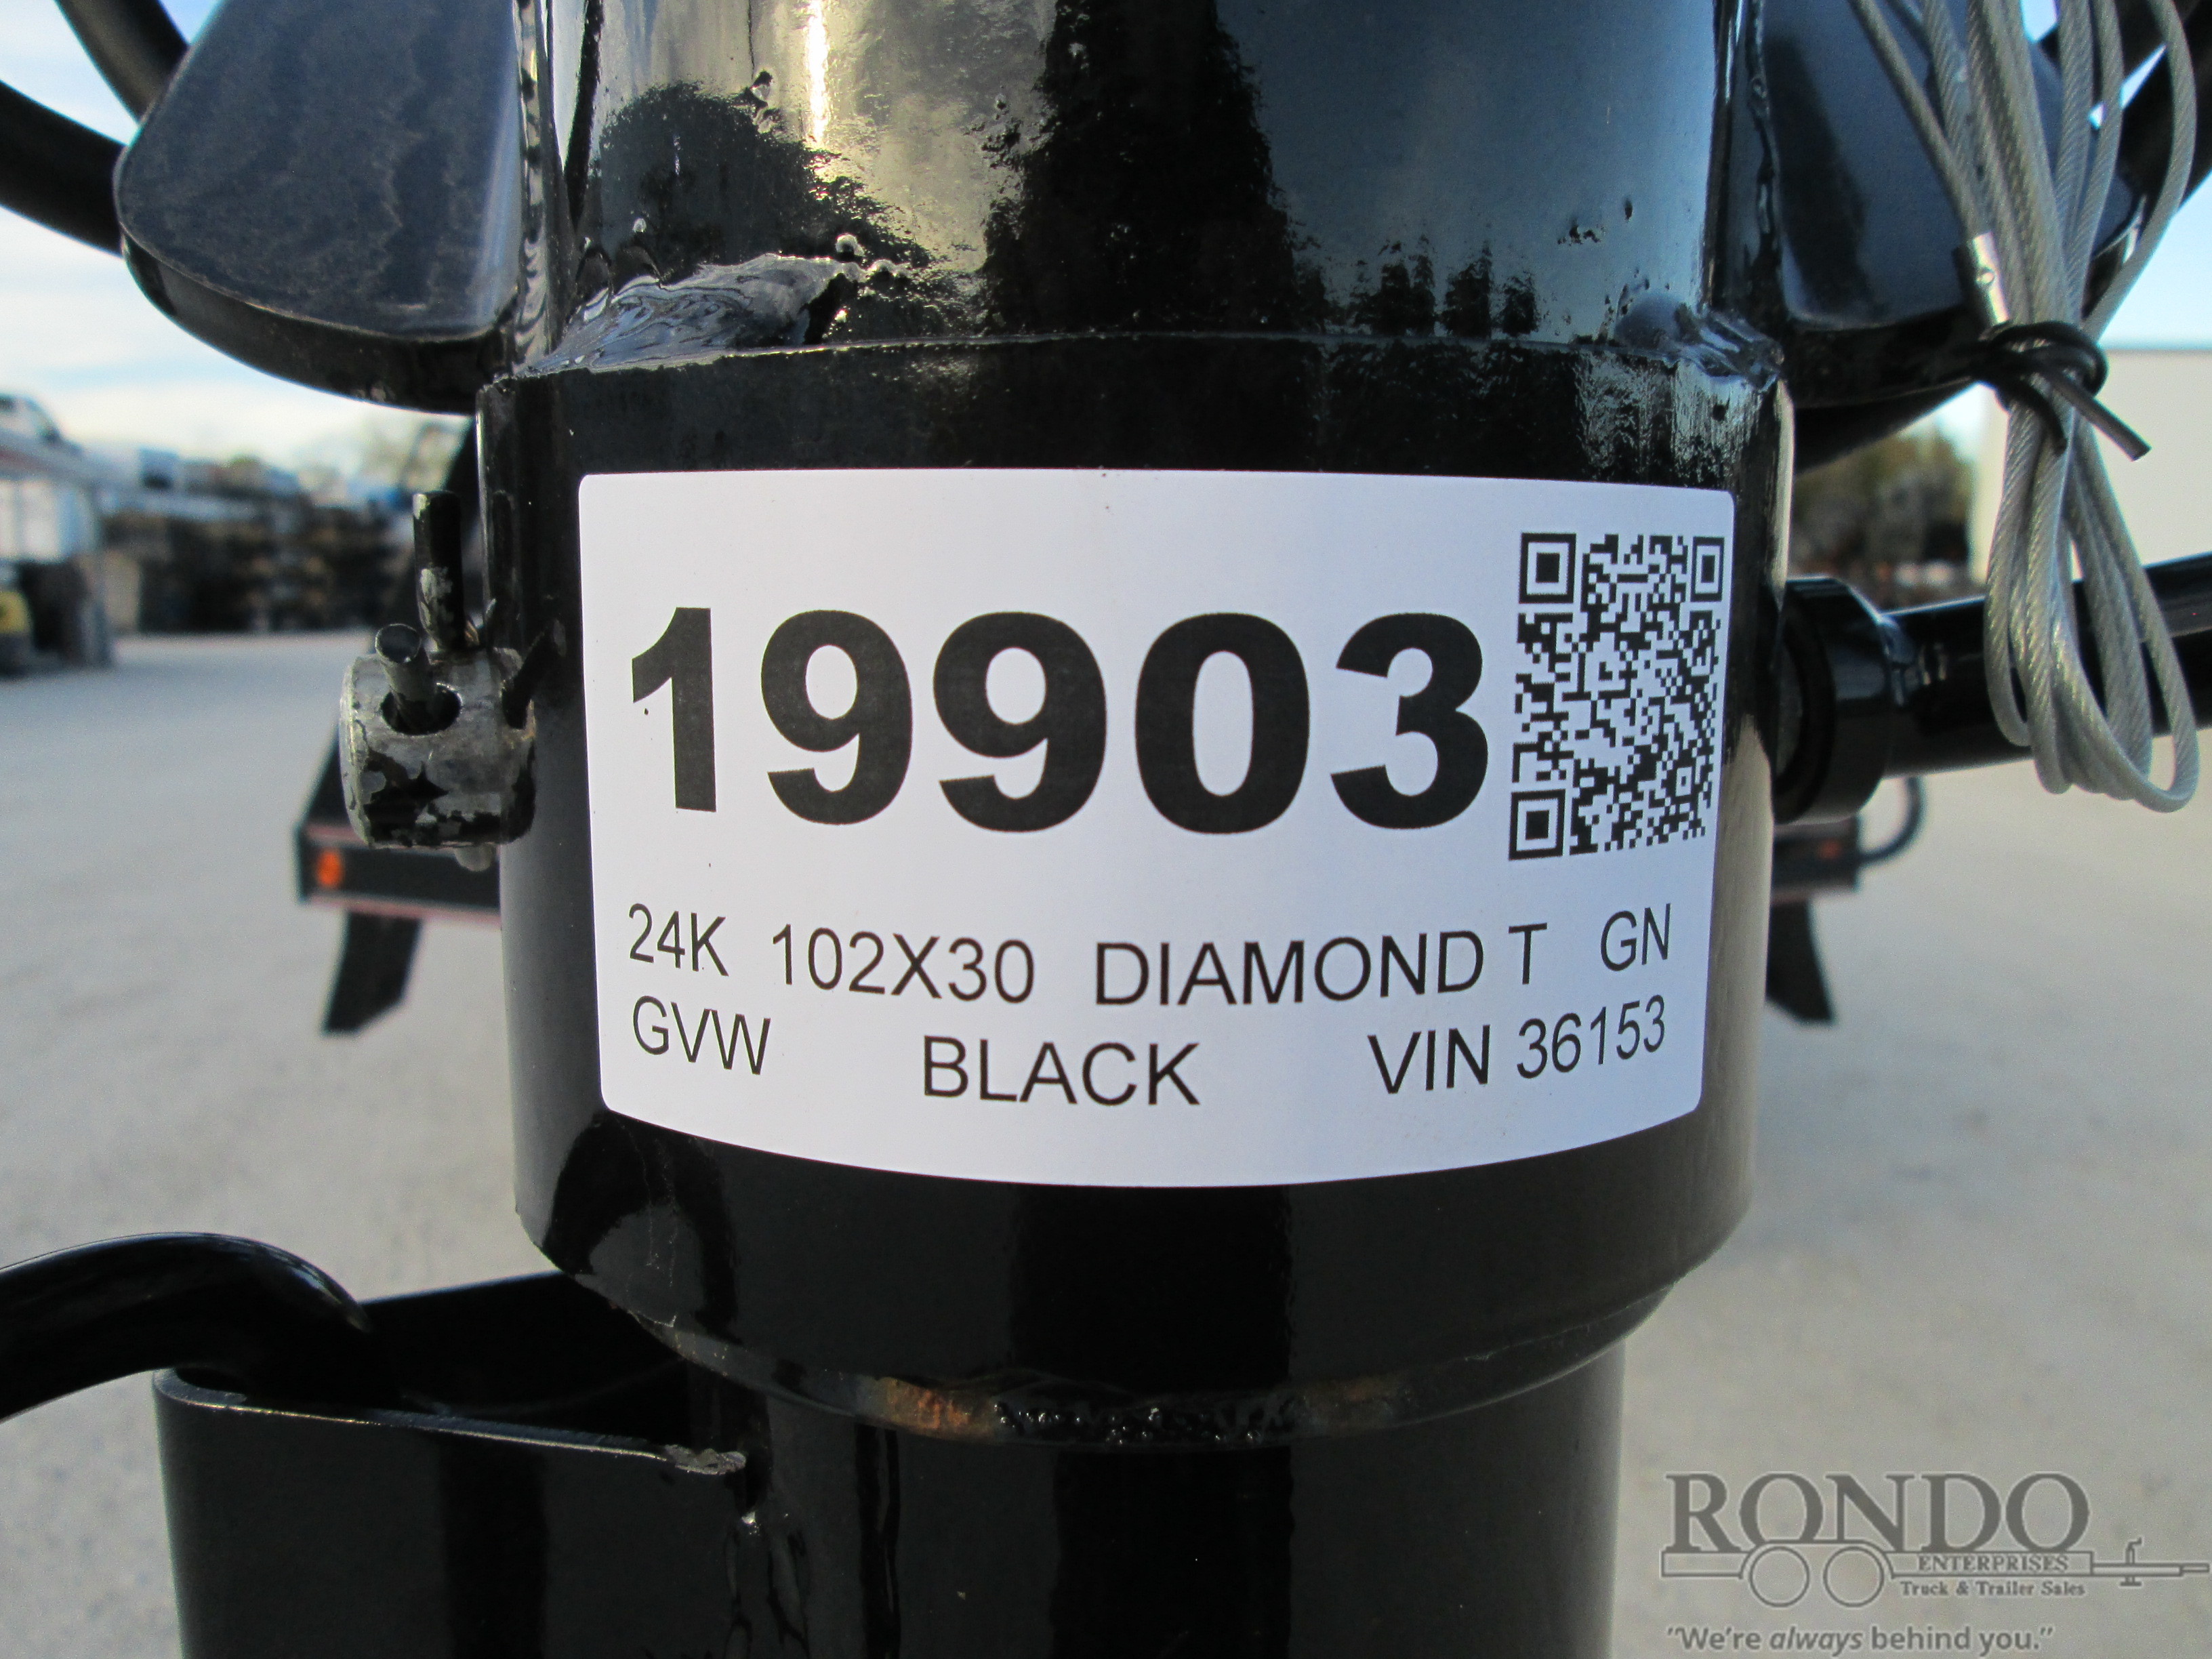 19903
24K 102X30 DIAMOND T GN
GVW BLACK VIN 36153
RONDO
ENTERPRISES
Truck & Trailer Sales
"We're always behind you."